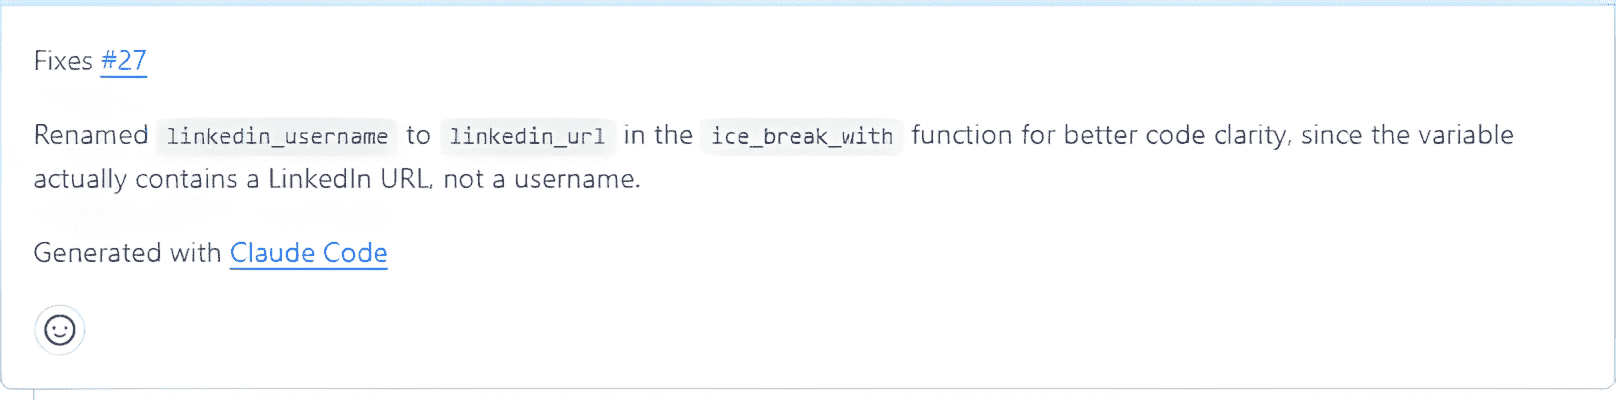 Fixes #27
Renamed linkedin_username to linkedin_url in the ice_break_with function for better code clarity, since the variable
actually contains a LinkedIn URL, not a username.
Generated with Claude Code